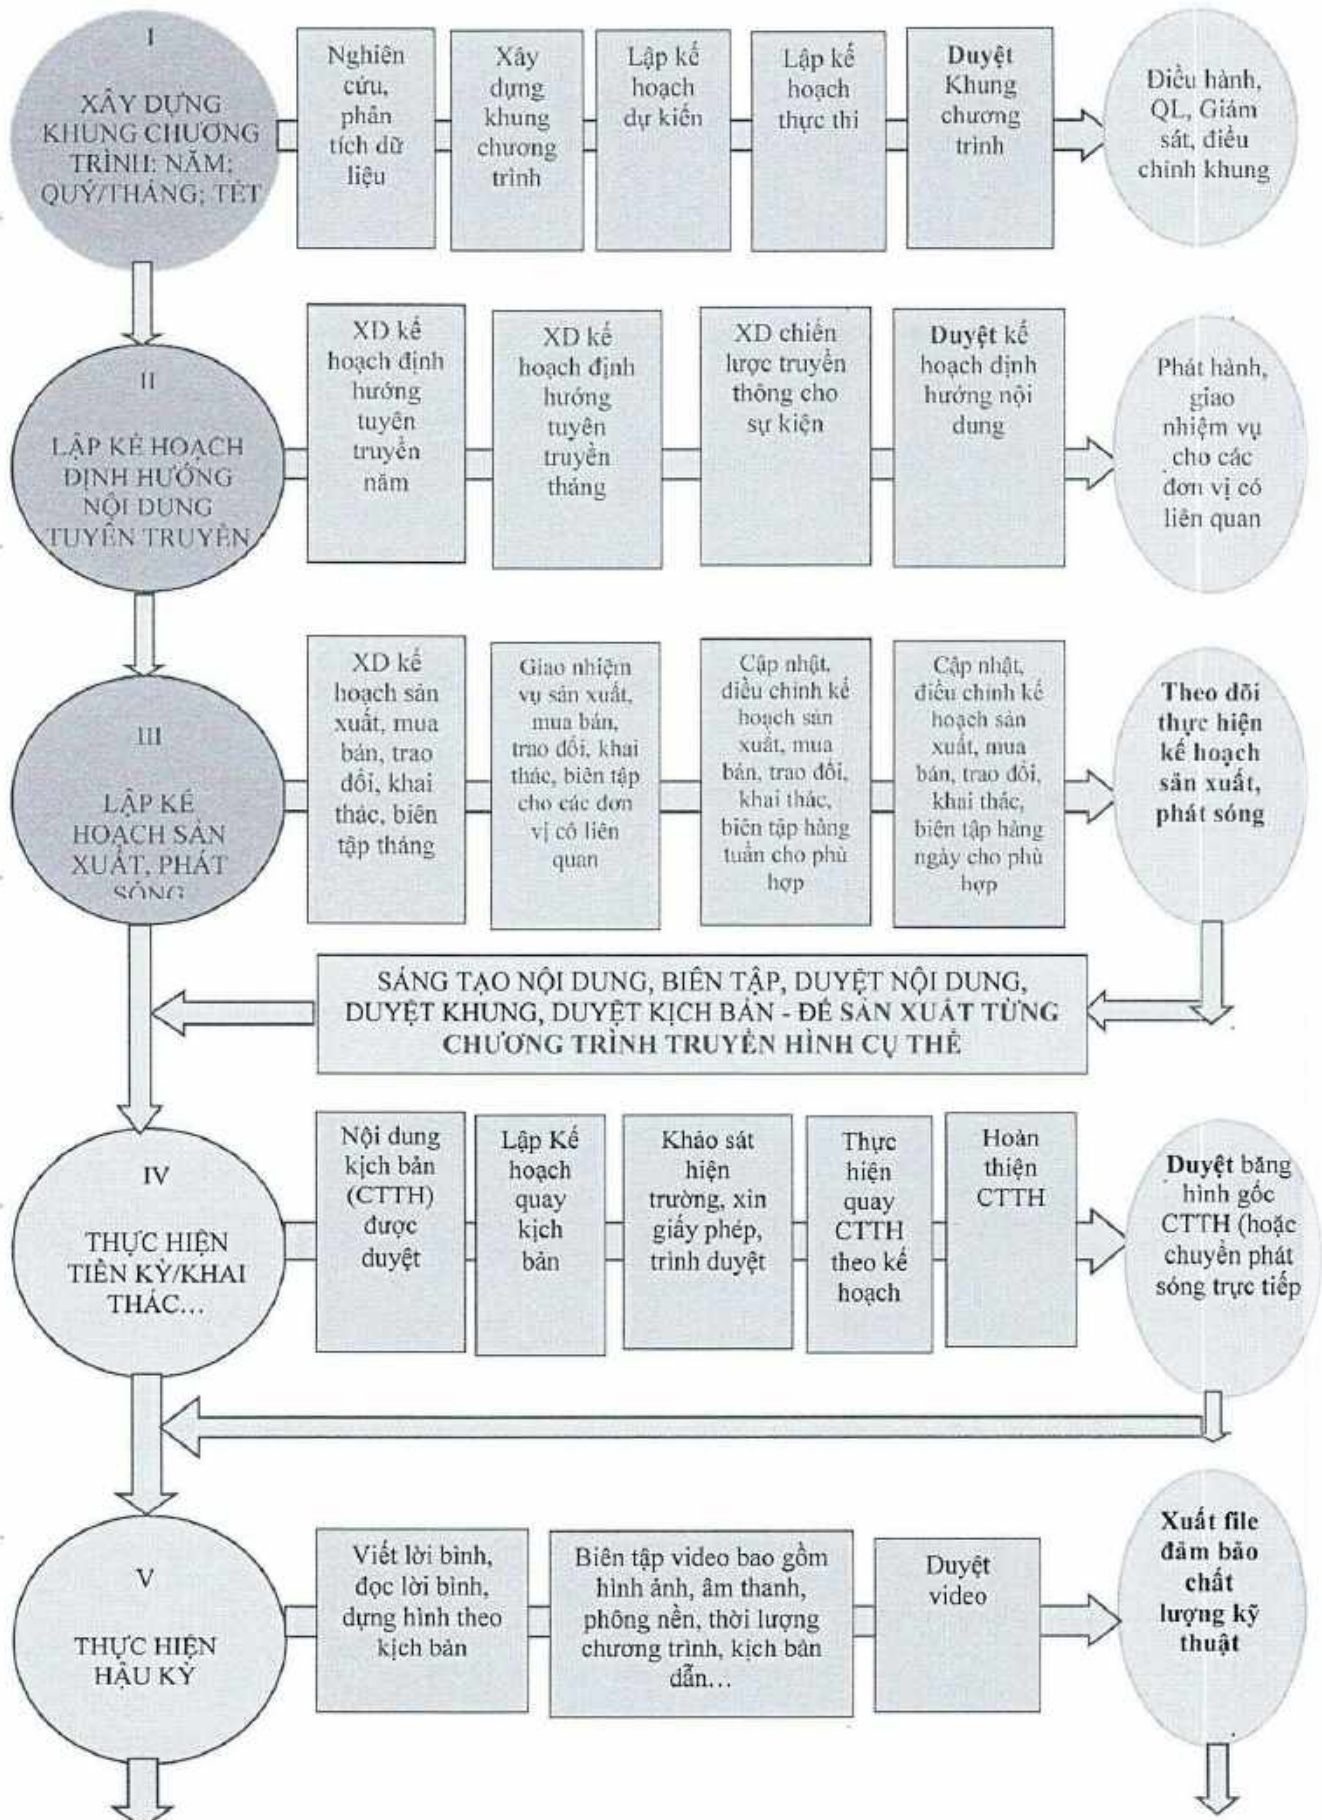 I
XÂY DỰNG
KHUNG CHƯƠNG
TRÌNH: NĂM;
QUÝ/THÁNG; TẾT
Nghiên
cứu,
phân
tích dữ
liệu
Xây
dựng
khung
chương
trình
Lập kế
hoạch
dự kiến
Lập kế
hoạch
thực thi
Duyệt
Khung
chương
trình
Điều hành,
QL, Giám
sát, điều
chỉnh khung
II
LẬP KẾ HOẠCH
ĐỊNH HƯỚNG
NỘI DUNG
TUYÊN TRUYỀN
XD kế
hoạch định
hướng
tuyên
truyền
năm
XD kế
hoạch định
hướng
tuyên
truyền
tháng
XD chiến
lược truyền
thông cho
sự kiện
Duyệt kế
hoạch định
hướng nội
dung
Phát hành,
giao
nhiệm vụ
cho các
đơn vị có
liên quan
III
LẬP KẾ
HOẠCH SẢN
XUẤT, PHÁT
SÓNG
XD kế
hoạch sản
xuất, mua
bán, trao
đổi, khai
thác, biên
tập tháng
Giao nhiệm
vụ sản xuất,
mua bán,
trao đổi, khai
thác, biên tập
cho các đơn
vị có liên
quan
Cập nhật,
điều chỉnh kế
hoạch sản
xuất, mua
bán, trao đổi,
khai thác,
biên tập hàng
tuần cho phù
hợp
Cập nhật,
điều chỉnh kế
hoạch sản
xuất, mua
bán, trao đổi,
khai thác,
biên tập hàng
ngày cho phù
hợp
Theo dõi
thực hiện
kế hoạch
sản xuất,
phát sóng
SÁNG TẠO NỘI DUNG, BIÊN TẬP, DUYỆT NỘI DUNG,
DUYỆT KHUNG, DUYỆT KỊCH BẢN - ĐỂ SẢN XUẤT TỪNG
CHƯƠNG TRÌNH TRUYỀN HÌNH CỤ THỂ
IV
THỰC HIỆN
TIỀN KỲ/KHAI
THÁC...
Nội dung
kịch bản
(CTTH)
được
duyệt
Lập Kế
hoạch
quay
kịch
bản
Khảo sát
hiện
trường, xin
giấy phép,
trình duyệt
Thực
hiện
quay
CTTH
theo kế
hoạch
Hoàn
thiện
CTTH
Duyệt băng
hình gốc
CTTH (hoặc
chuyển phát
sóng trực tiếp
V
THỰC HIỆN
HẬU KỲ
Viết lời bình,
đọc lời bình,
dựng hình theo
kịch bản
Biên tập video bao gồm
hình ảnh, âm thanh,
phông nền, thời lượng
chương trình, kịch bản
dẫn...
Duyệt
video
Xuất file
đảm bảo
chất
lượng kỹ
thuật